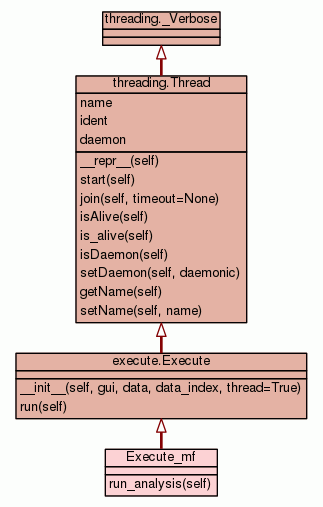 threading._Verbose
threading.Thread
name
ident
daemon
__repr__(self)
start(self)
join(self, timeout=None)
isAlive(self)
is_alive(self)
isDaemon(self)
setDaemon(self, daemonic)
getName(self)
setName(self, name)
execute.Execute
__init__(self, gui, data, data_index, thread=True)
run(self)
Execute_mf
run_analysis(self)